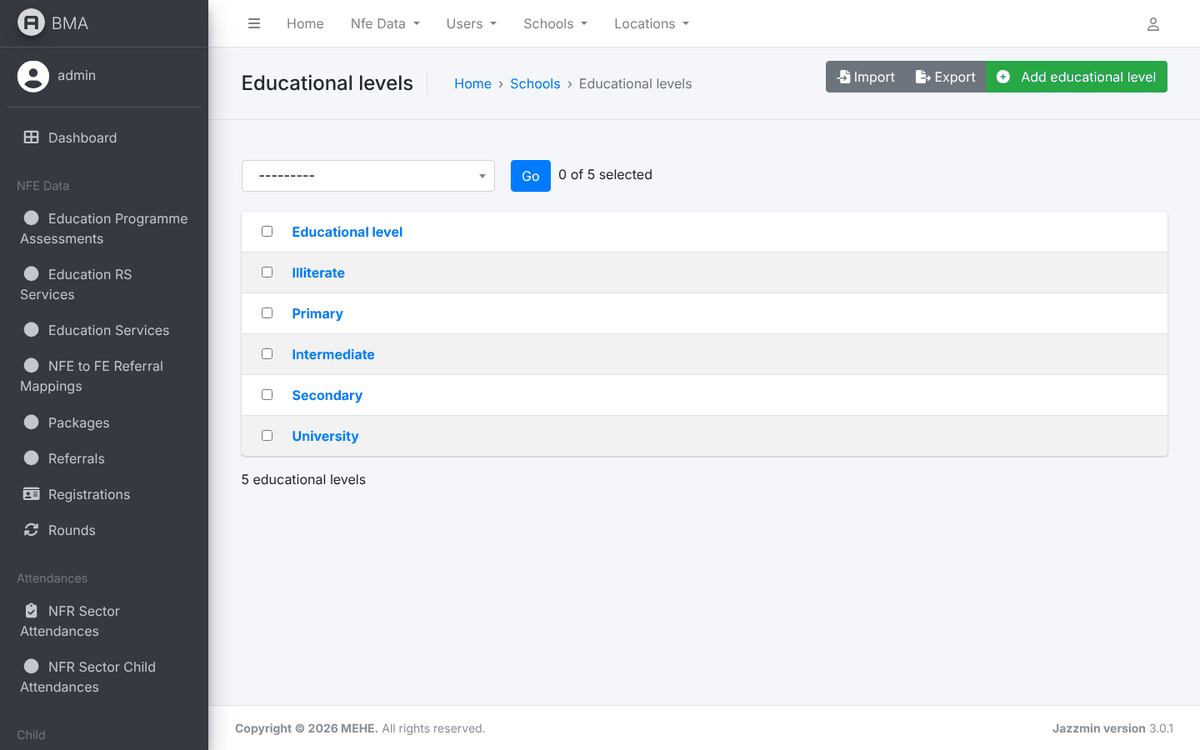 BMA
Home
Nfe Data
Users
Schools
Locations
admin
Educational levels
Home › Schools › Educational levels
Import
Export
Add educational level
Dashboard
NFE Data
Education Programme
Assessments
Education RS
Services
Education Services
NFE to FE Referral
Mappings
Packages
Referrals
Registrations
Rounds
Attendances
NFR Sector
Attendances
NFR Sector Child
Attendances
Child
---------
Go
0 of 5 selected
Educational level
Illiterate
Primary
Intermediate
Secondary
University
5 educational levels
Copyright © 2026 MEHE. All rights reserved.
Jazzmin version 3.0.1